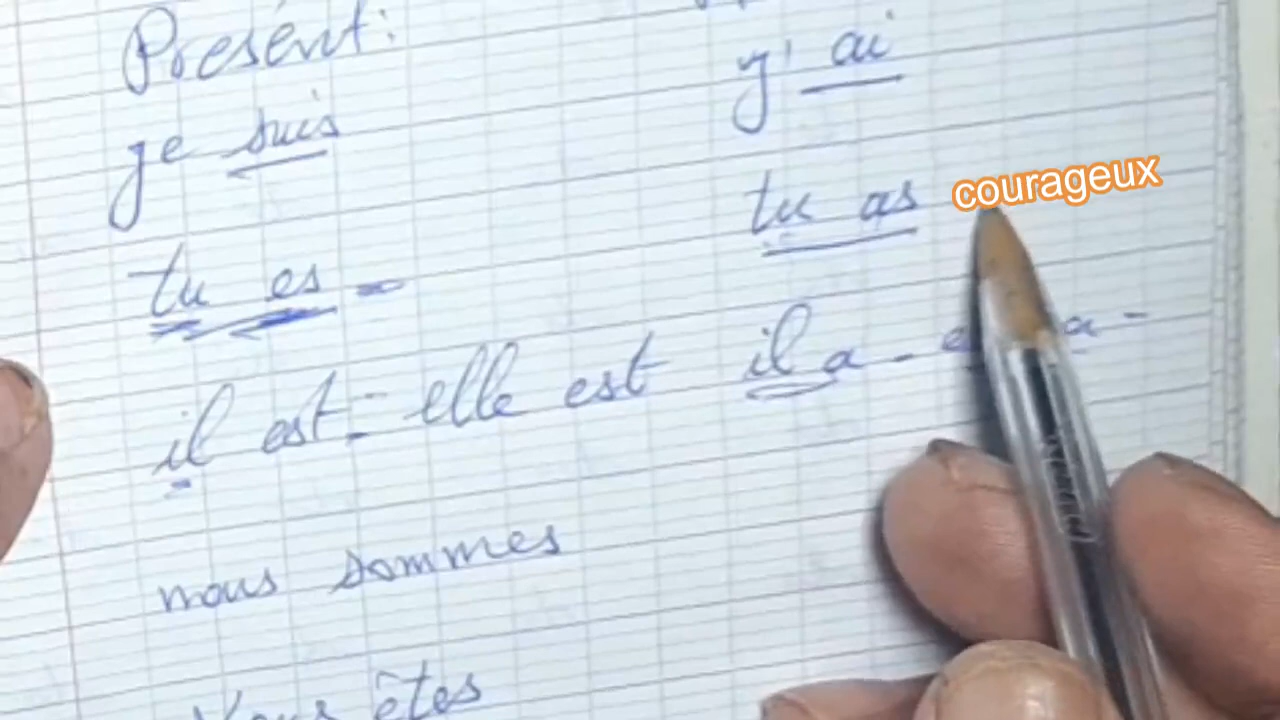 Présent:
j'ai
je suis
tu as courageux
tu es -
il est - elle est
il a - a -
nous sommes
Vous êtes